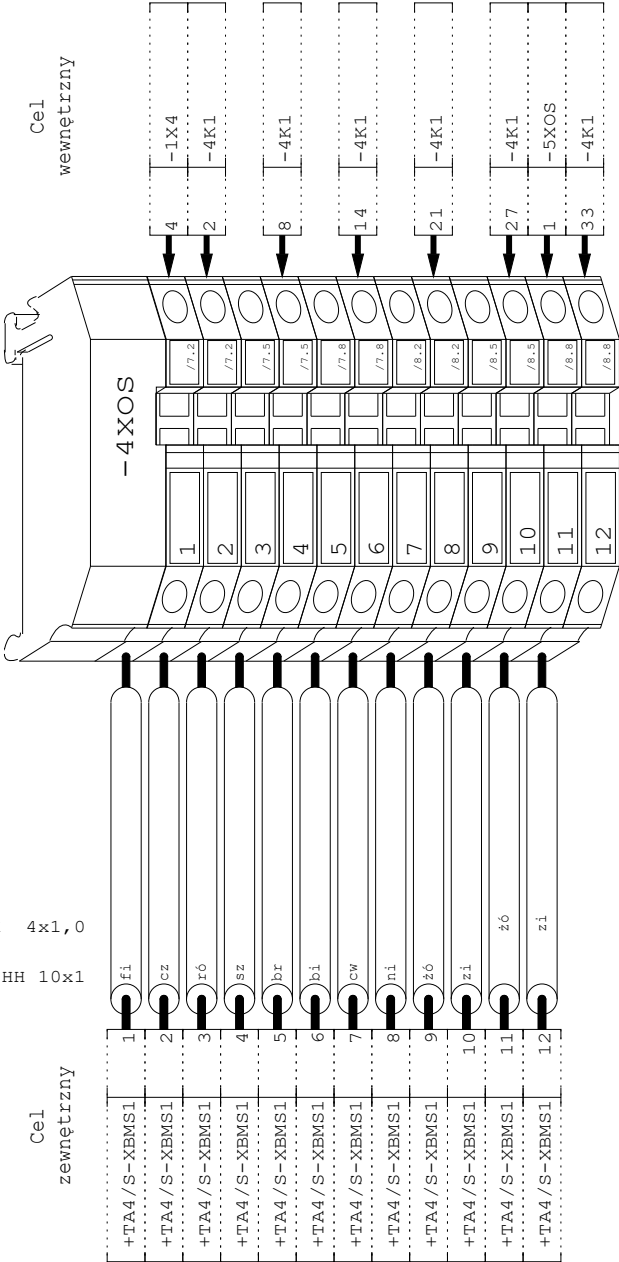 Cel
wewnętrzny
-1X4
-4K1
-4K1
-4K1
-4K1
-4K1
-5XOS
-4K1
4
2
8
14
21
27
1
33
/7.2
/7.2
/7.5
/7.5
/7.8
/7.8
/8.2
/8.2
/8.5
/8.5
/8.8
/8.8
-4XOS
1
2
3
4
5
6
7
8
9
10
11
12
4x1,0
HH 10x1
fi
cz
ró
sz
br
bi
cw
ni
żó
zi
żó
zi
Cel
zewnętrzny
1
2
3
4
5
6
7
8
9
10
11
12
+TA4/S-XBMS1
+TA4/S-XBMS1
+TA4/S-XBMS1
+TA4/S-XBMS1
+TA4/S-XBMS1
+TA4/S-XBMS1
+TA4/S-XBMS1
+TA4/S-XBMS1
+TA4/S-XBMS1
+TA4/S-XBMS1
+TA4/S-XBMS1
+TA4/S-XBMS1